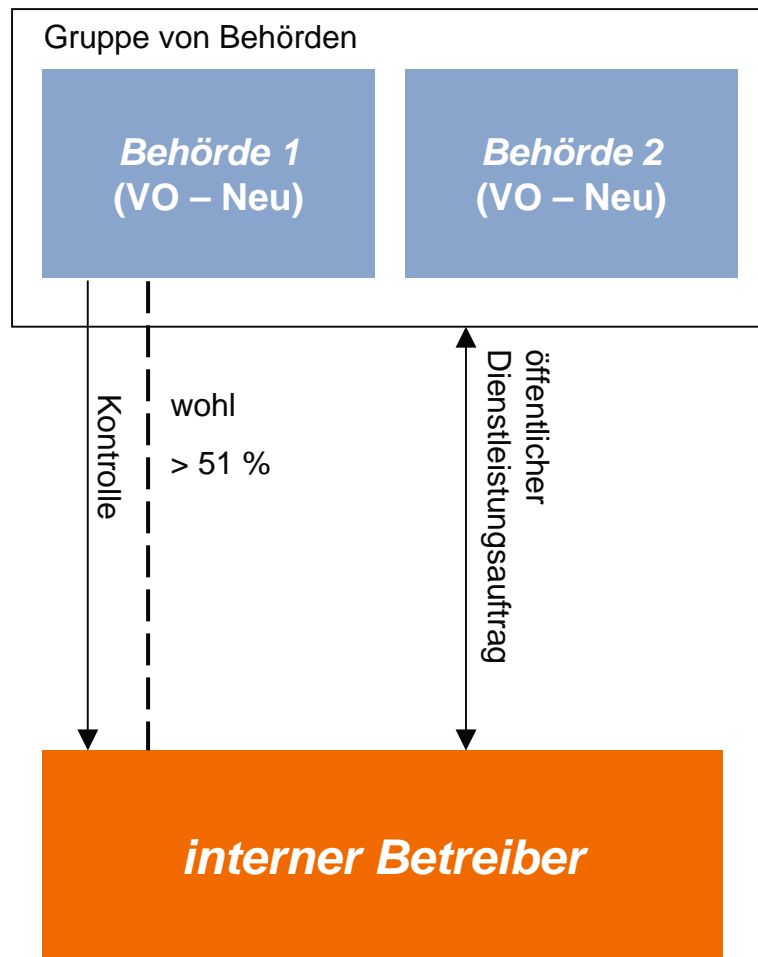 Gruppe von Behörden
Behörde 1
(VO – Neu)
Behörde 2
(VO – Neu)
Kontrolle
wohl
> 51 %
öffentlicher
Dienstleistungsauftrag
interner Betreiber